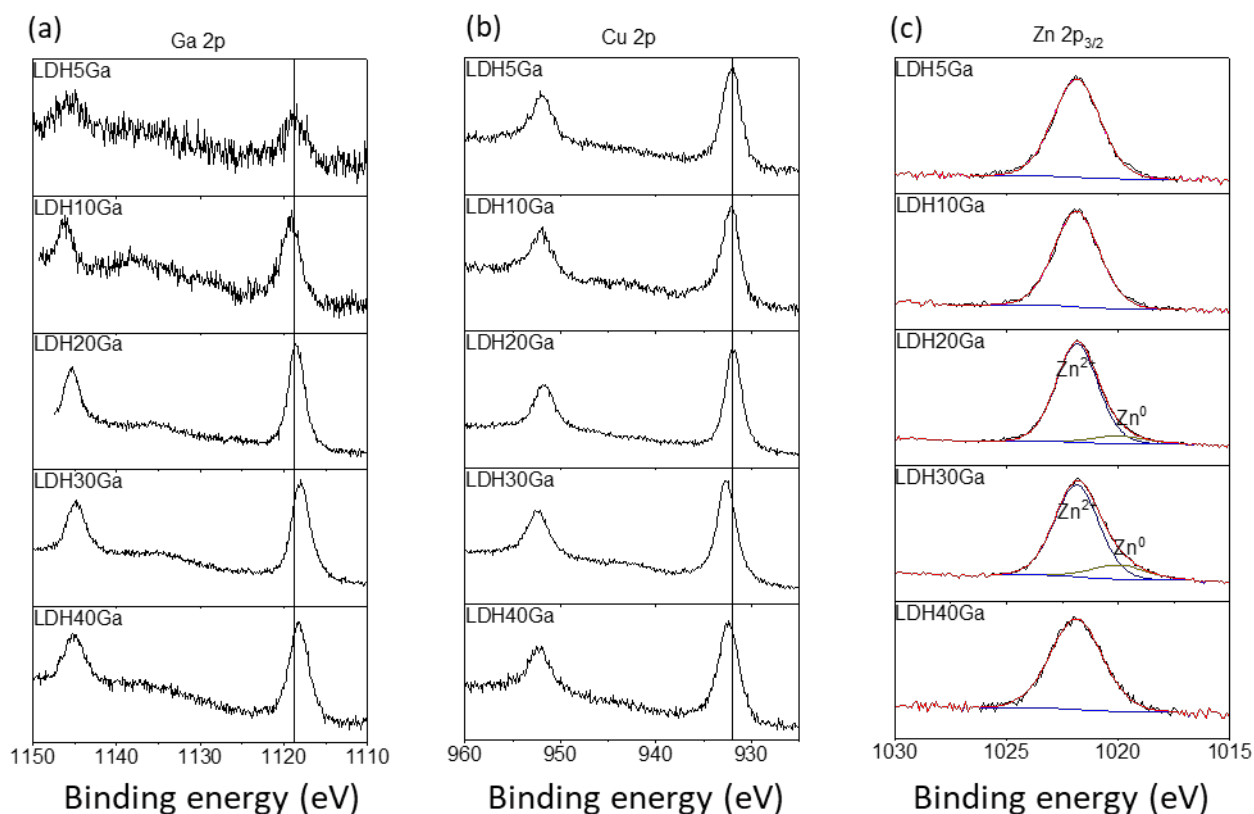 (a)
Ga 2p
LDH5Ga
LDH10Ga
LDH20Ga
LDH30Ga
LDH40Ga
1150 1140 1130 1120 1110
Binding energy (eV)
(b)
Cu 2p
LDH5Ga
LDH10Ga
LDH20Ga
LDH30Ga
LDH40Ga
960 950 940 930
Binding energy (eV)
(c)
Zn 2p3/2
LDH5Ga
LDH10Ga
LDH20Ga
Zn2+
Zn0
LDH30Ga
Zn2+
Zn0
LDH40Ga
1030 1025 1020 1015
Binding energy (eV)